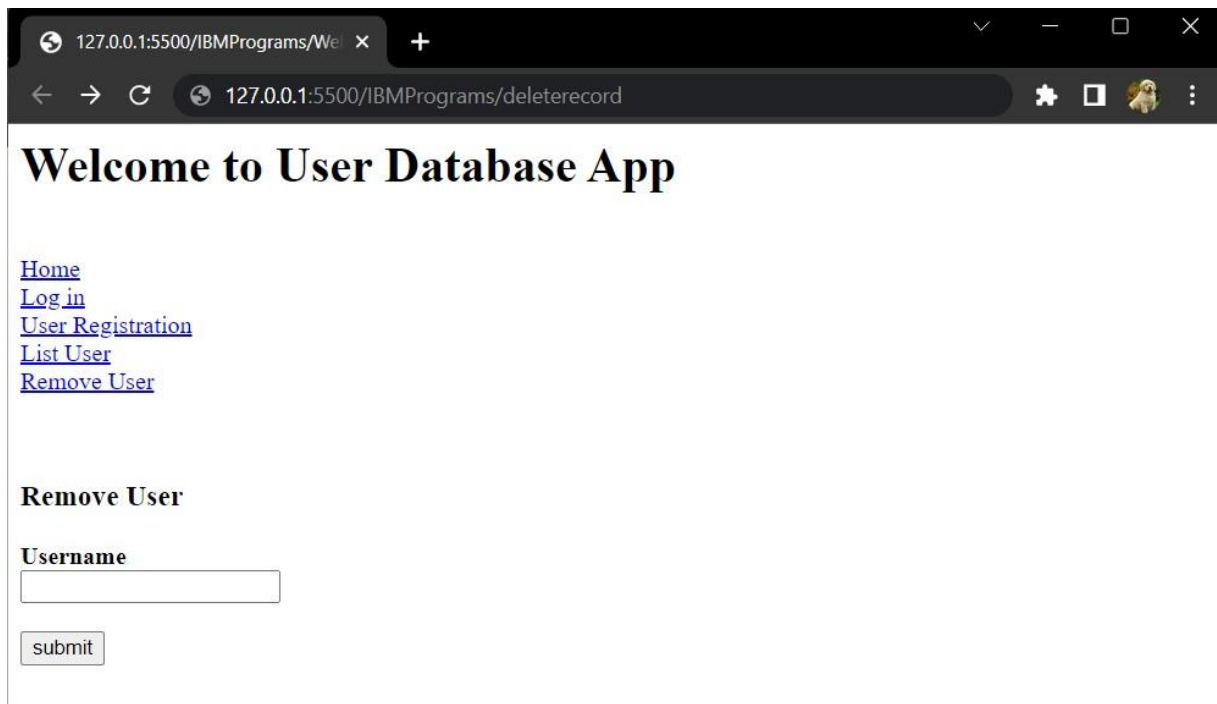 127.0.0.1:5500/IBMPrograms/We
127.0.0.1:5500/IBMPrograms/deleterecord
Welcome to User Database App
Home
Log in
User Registration
List User
Remove User
Remove User
Username
submit